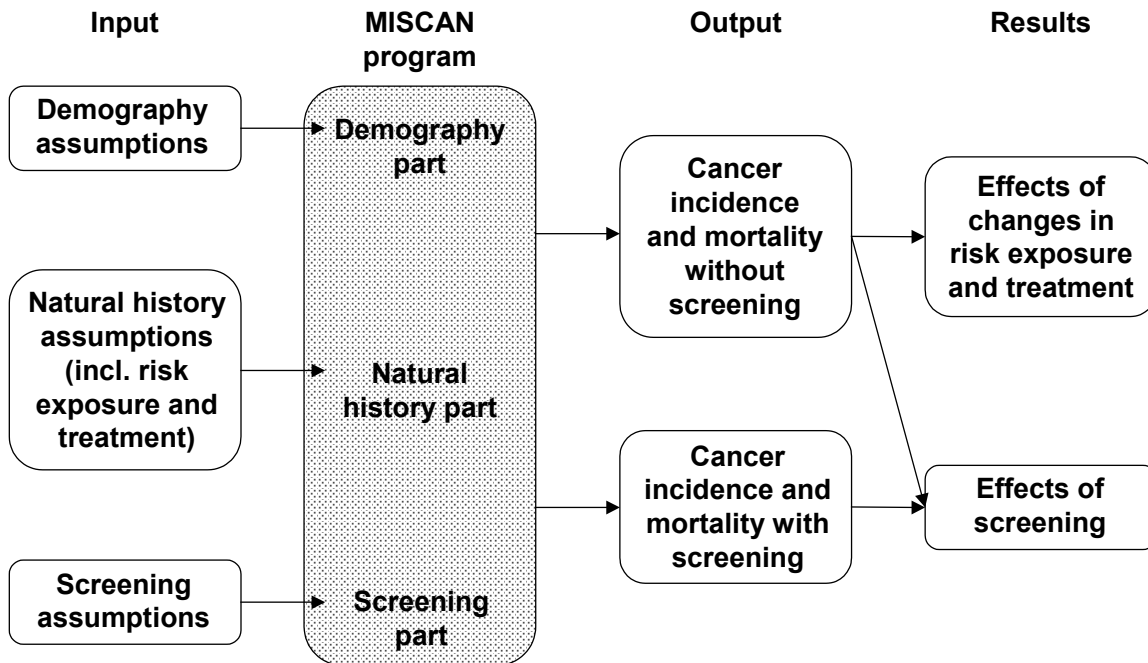 Input
MISCAN
program
Output
Results
Demography
assumptions
Natural history
assumptions
(incl. risk
exposure and
treatment)
Screening
assumptions
Demography
part
Natural
history part
Screening
part
Cancer
incidence
and mortality
without
screening
Cancer
incidence and
mortality with
screening
Effects of
changes in
risk exposure
and treatment
Effects of
screening